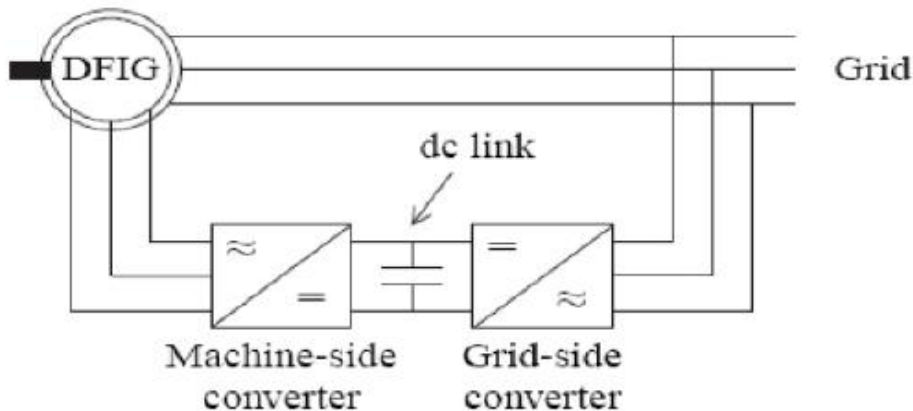 DFIG
Grid
dc link
≈
=
=
≈
Machine-side
converter
Grid-side
converter